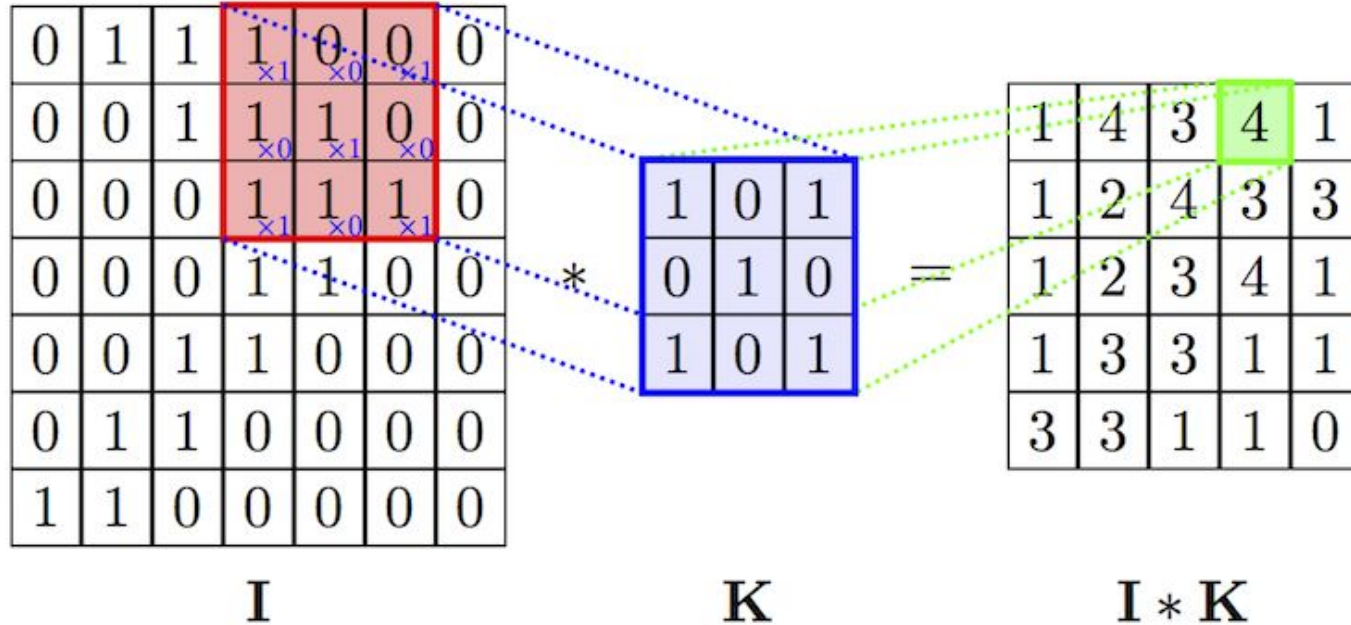 0 1 1 1 0 0 0
×1 ×0 ×1
0 0 1 1 1 0 0
×0 ×1 ×0
0 0 0 1 1 1 0
×1 ×0 ×1
0 0 0 1 1 0 0
0 0 1 1 0 0 0
0 1 1 0 0 0 0
1 1 0 0 0 0 0
I
*
1 0 1
0 1 0
1 0 1
K
=
1 4 3 4 1
1 2 4 3 3
1 2 3 4 1
1 3 3 1 1
3 3 1 1 0
I * K